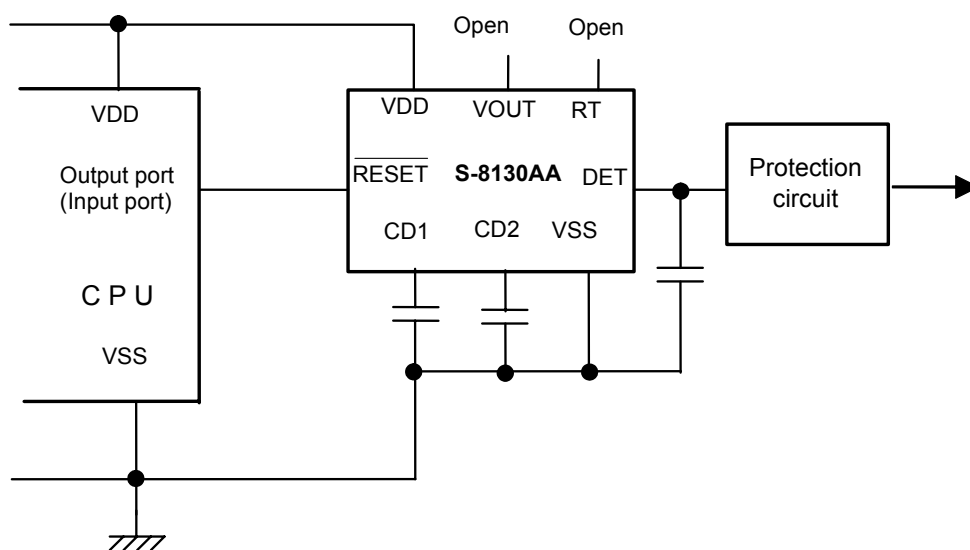 Open
Open
VDD
VDD
VOUT
RT
Output port
(Input port)
RESET
S-8130AA
DET
Protection
circuit
CD1
CD2
VSS
CPU
VSS